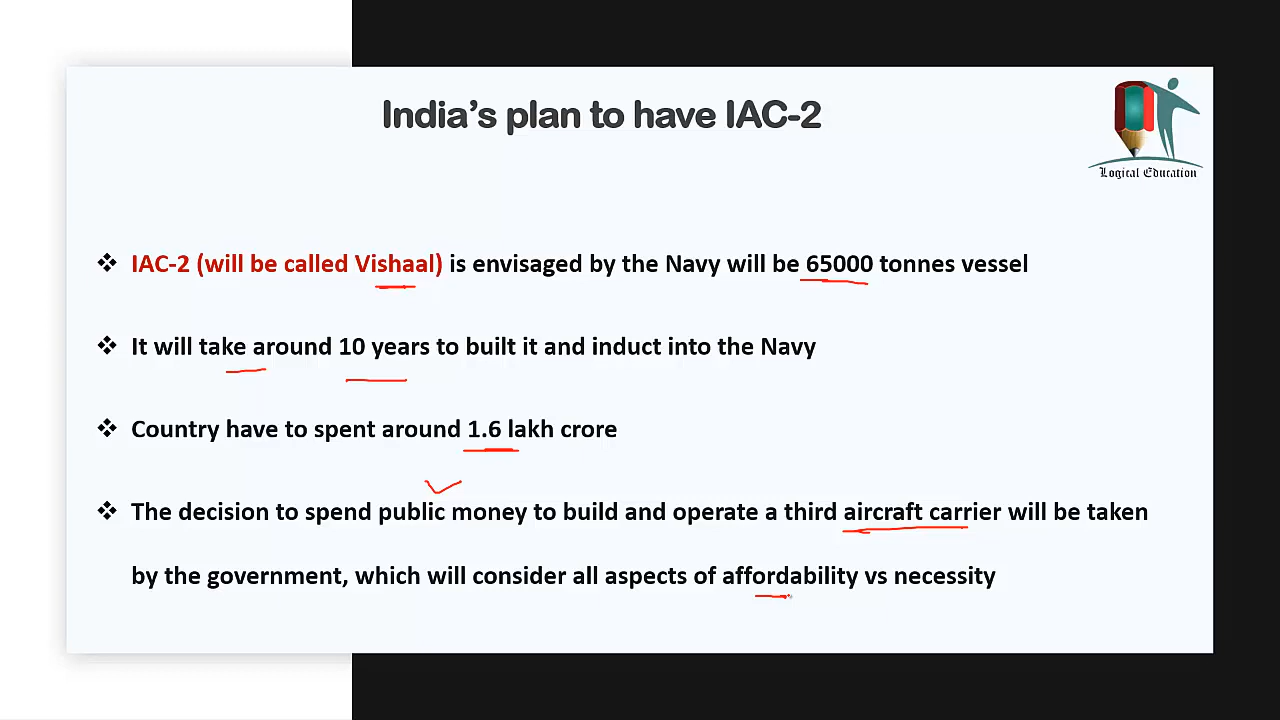 India's plan to have IAC-2
Logical Education
❖ IAC-2 (will be called Vishaal) is envisaged by the Navy will be 65000 tonnes vessel
❖ It will take around 10 years to built it and induct into the Navy
❖ Country have to spent around 1.6 lakh crore
❖ The decision to spend public money to build and operate a third aircraft carrier will be taken
by the government, which will consider all aspects of affordability vs necessity